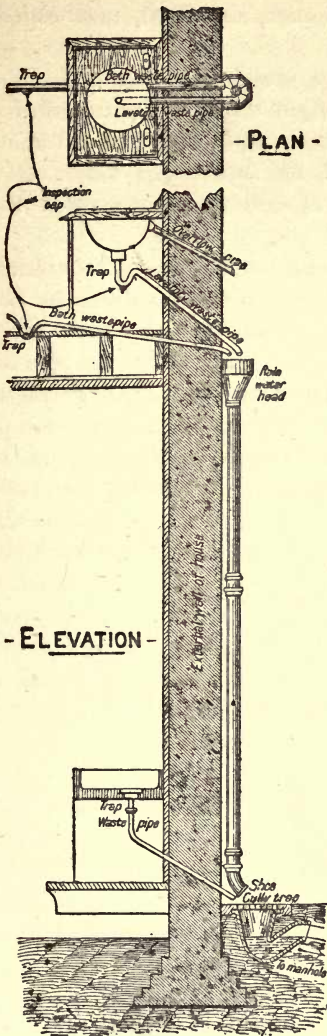 Trap
Bath waste pipe
Lavatory waste pipe
- PLAN -
Inspection
cap
Overflow pipe
Trap
Lavatory waste pipe
Bath waste pipe
Trap
Rain
water
head
External wall of house
- ELEVATION -
Trap
Waste pipe
Shoe
Gully trap
To manhole